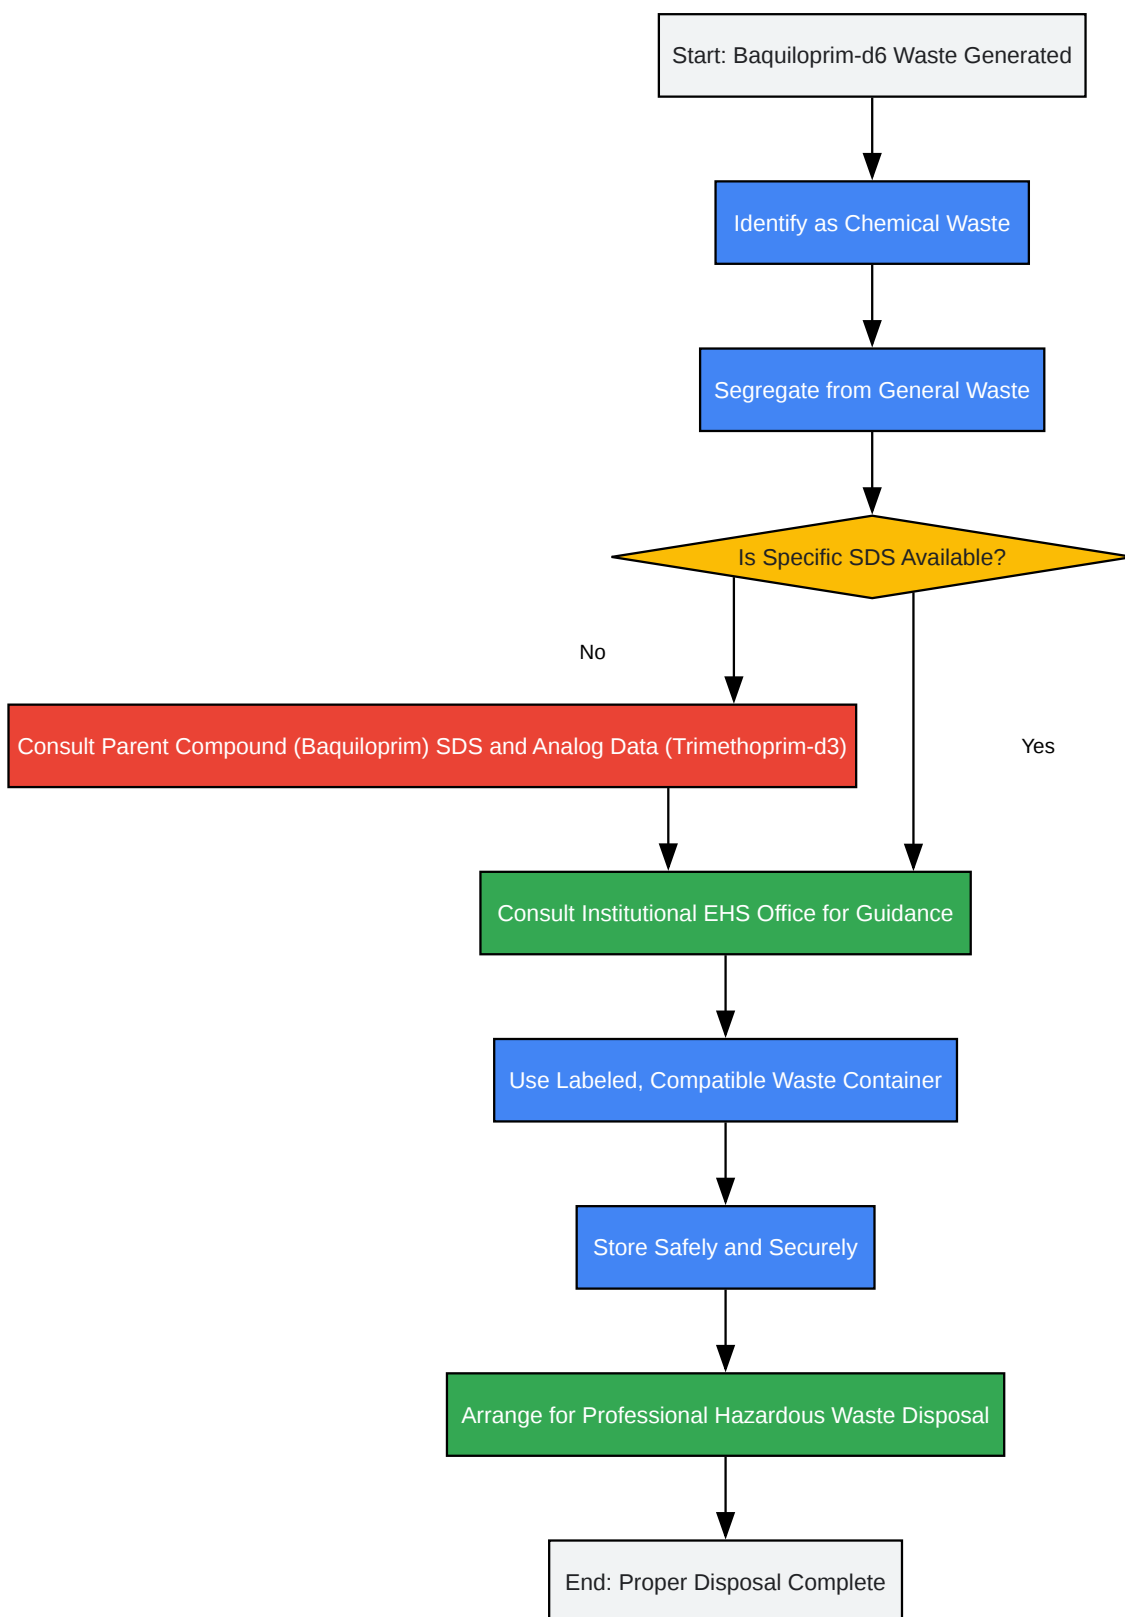 Start: Baquiloprim-d6 Waste Generated
Identify as Chemical Waste
Segregate from General Waste
Is Specific SDS Available?
No
Consult Parent Compound (Baquiloprim) SDS and Analog Data (Trimethoprim-d3)
Yes
Consult Institutional EHS Office for Guidance
Use Labeled, Compatible Waste Container
Store Safely and Securely
Arrange for Professional Hazardous Waste Disposal
End: Proper Disposal Complete